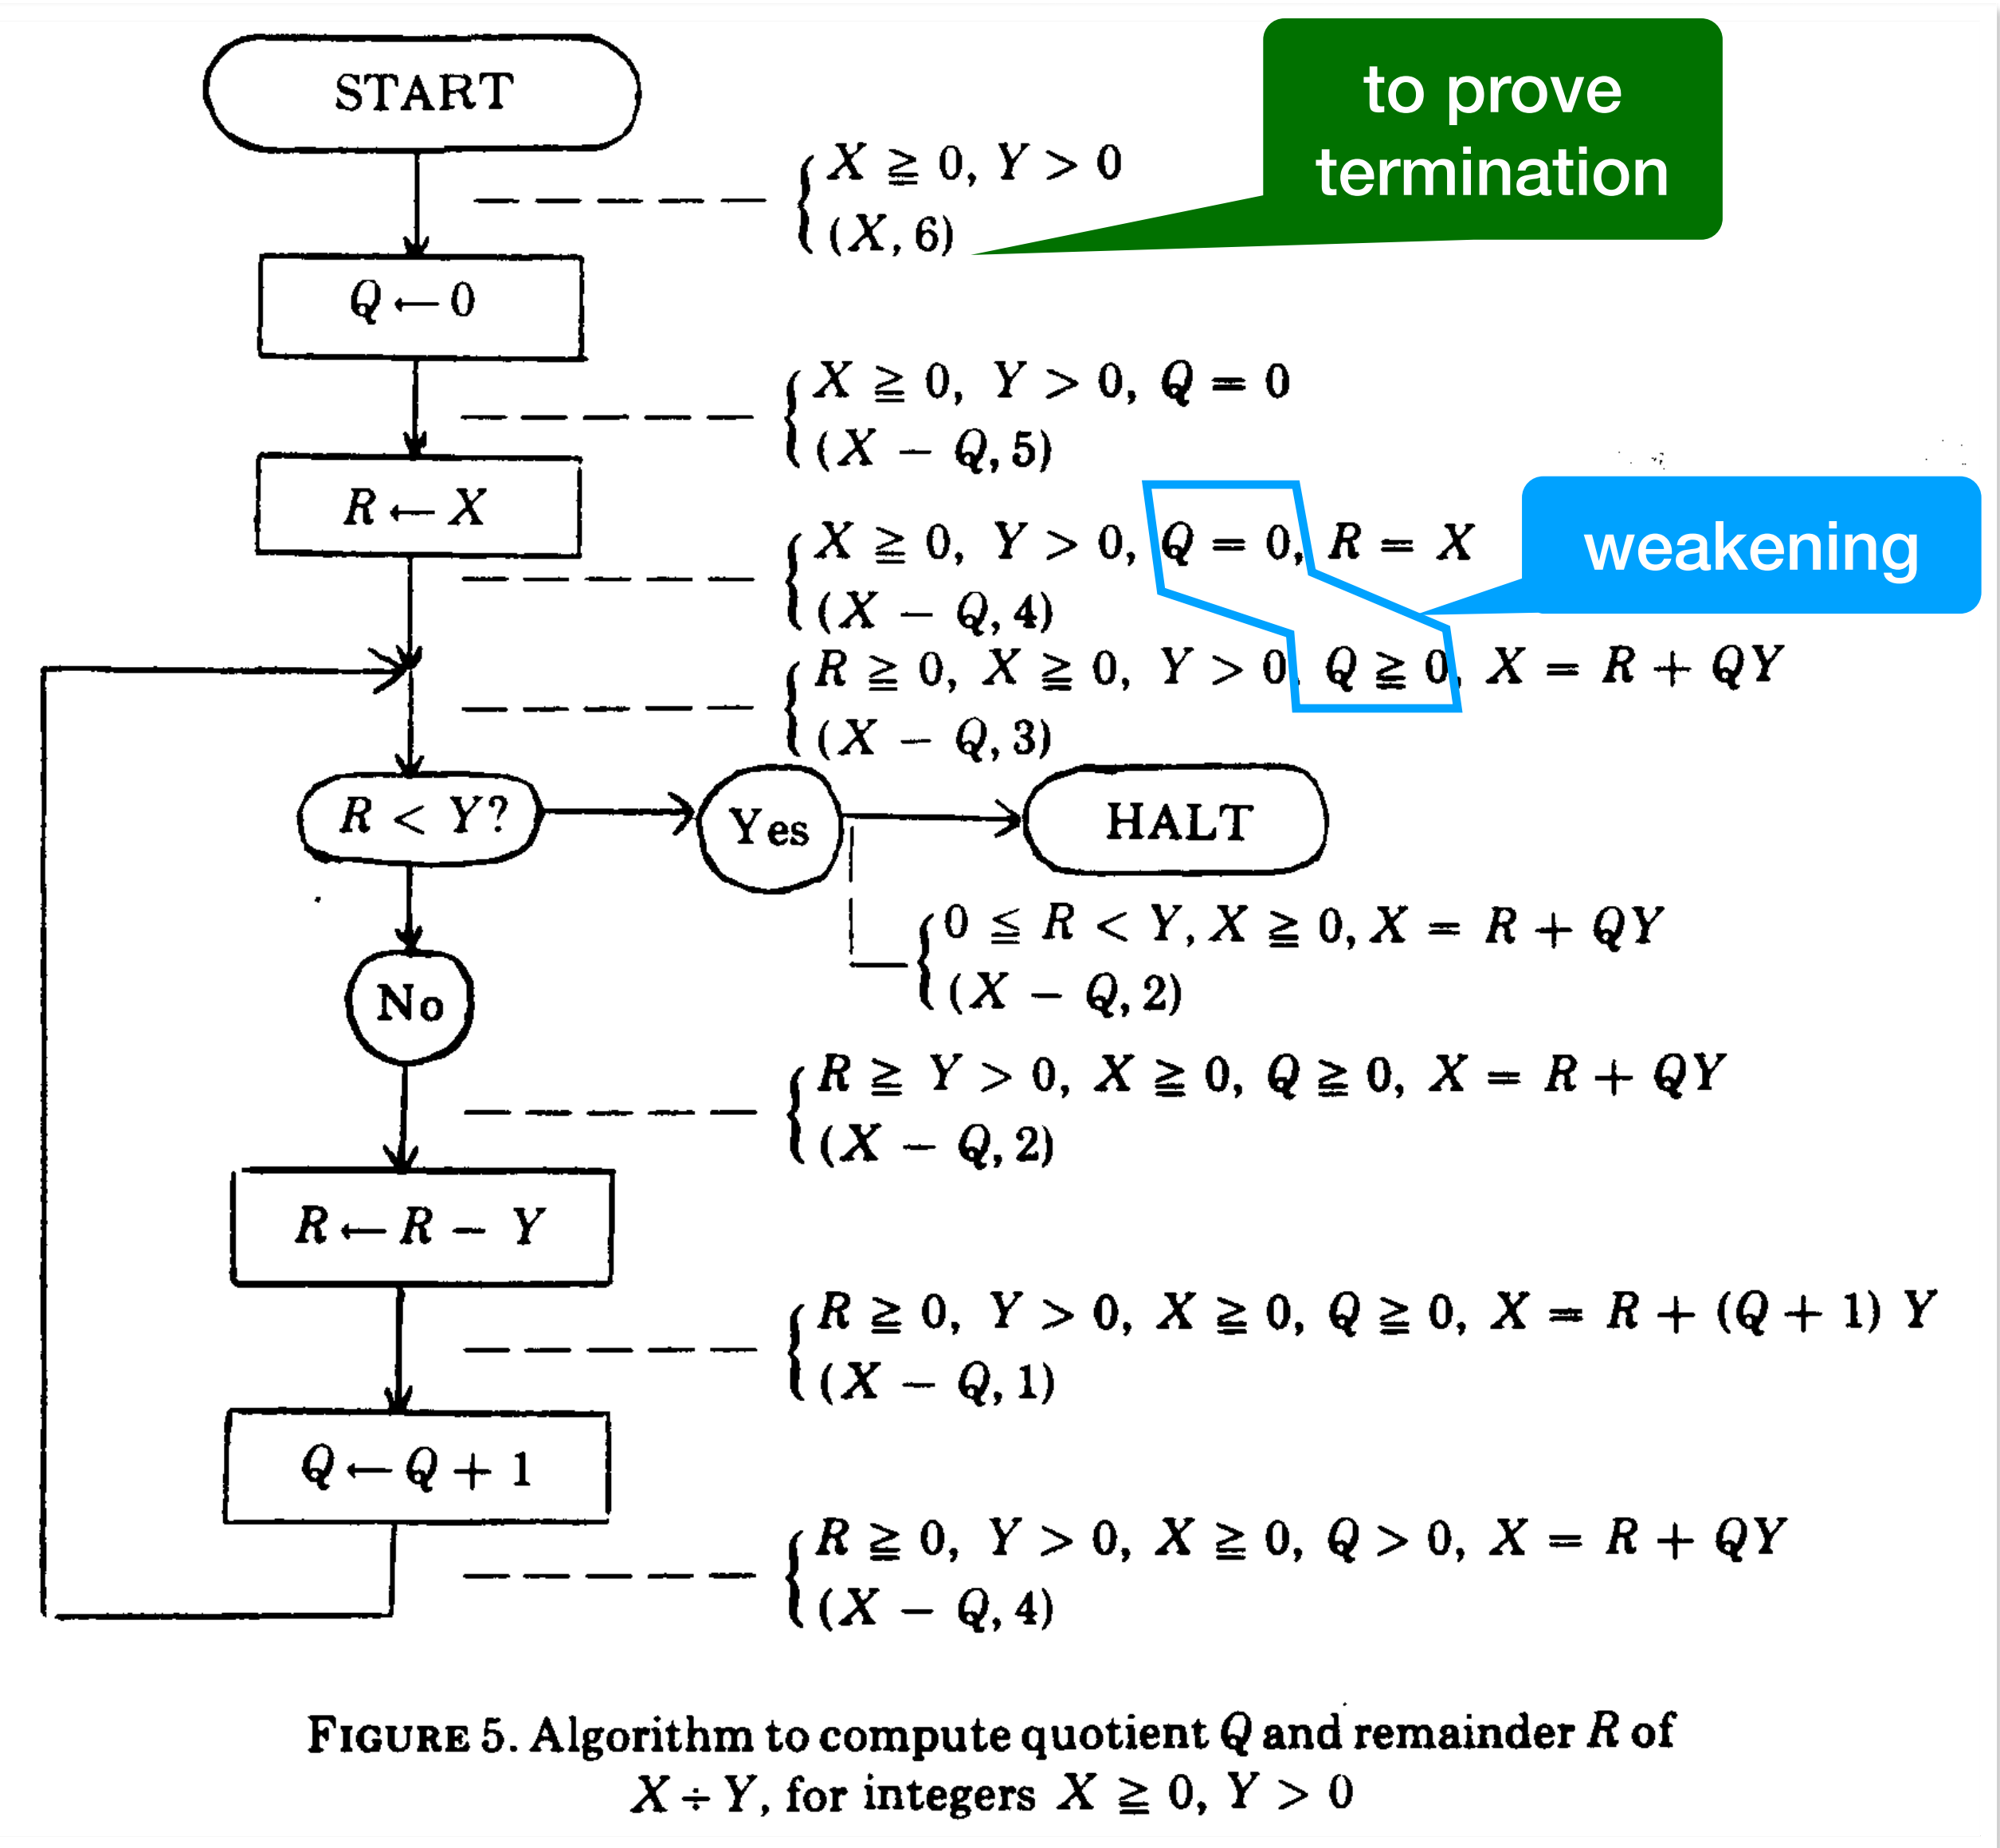 START
to prove
termination
X ≧ 0, Y > 0
(X, 6)
Q ← 0
X ≧ 0, Y > 0, Q = 0
(X − Q, 5)
R ← X
X ≧ 0, Y > 0, Q = 0, R = X
weakening
(X − Q, 4)
R ≧ 0, X ≧ 0, Y > 0, Q ≧ 0, X = R + QY
(X − Q, 3)
R < Y?
Yes
HALT
0 ≦ R < Y, X ≧ 0, X = R + QY
(X − Q, 2)
No
R ≧ Y > 0, X ≧ 0, Q ≧ 0, X = R + QY
(X − Q, 2)
R ← R − Y
R ≧ 0, Y > 0, X ≧ 0, Q ≧ 0, X = R + (Q + 1) Y
(X − Q, 1)
Q ← Q + 1
R ≧ 0, Y > 0, X ≧ 0, Q > 0, X = R + QY
(X − Q, 4)
FIGURE 5. Algorithm to compute quotient Q and remainder R of
X ÷ Y, for integers X ≧ 0, Y > 0